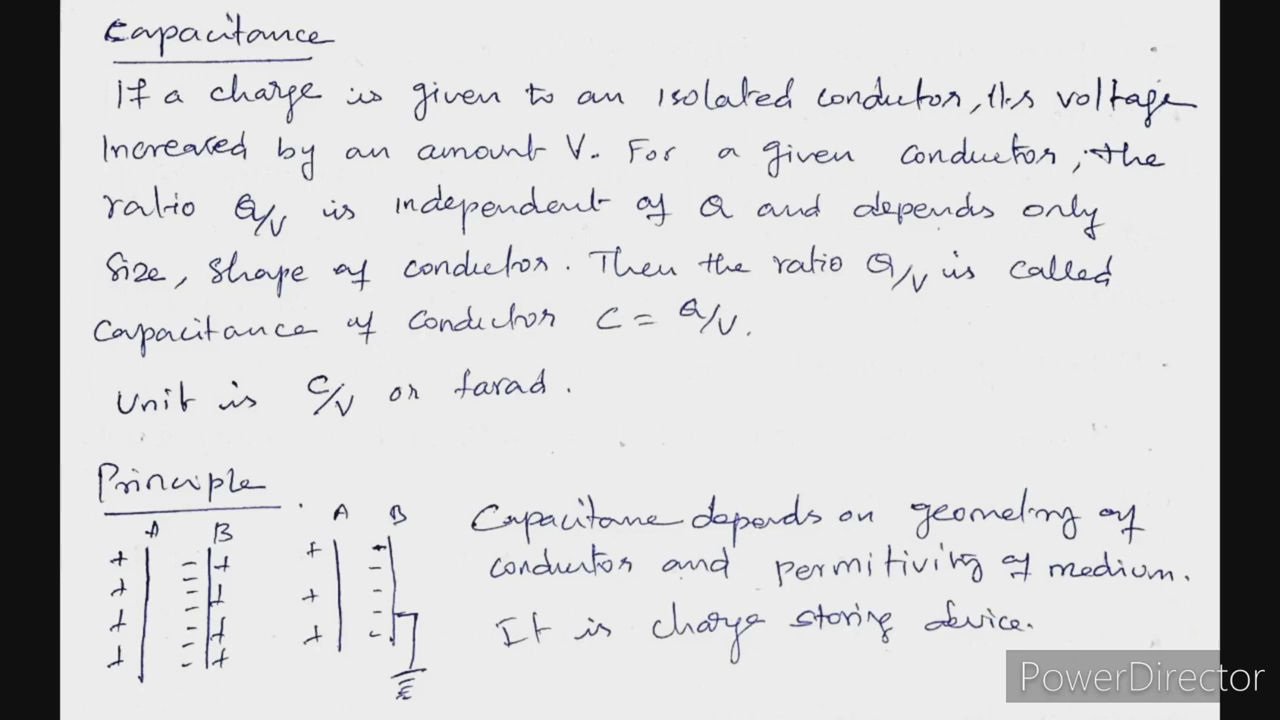 Capacitance
If a charge is given to an isolated condutor, its voltage
Increased by an amount V. For a given conductor, the
ratio Q/V is independent of Q and depends only
Size, Shape of conductor. Then the ratio Q/V is called
Capacitance of Conductor C = Q/V.
Unit is C/V or farad.
Principle
A B A B
Capacitane depends on geometry of
conductor and permitivity of medium.
It is charge storing device.
+ - + + -
+ - + + -
+ - + + -
+ - +
E
PowerDirector